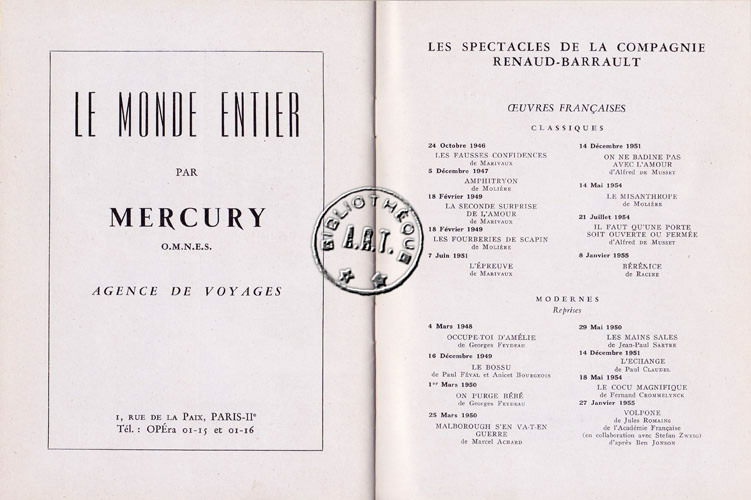 LE MONDE ENTIER
PAR
MERCURY
O.M.N.E.S.
AGENCE DE VOYAGES
1, RUE DE LA PAIX, PARIS-IIe
Tél. : OPÉra 01-15 et 01-16
BIBLIOTHÈQUE
A.R.T.
LES SPECTACLES DE LA COMPAGNIE
RENAUD-BARRAULT
ŒUVRES FRANÇAISES
CLASSIQUES
24 Octobre 1946
LES FAUSSES CONFIDENCES
de MARIVAUX
5 Décembre 1947
AMPHITRYON
de MOLIÈRE
18 Février 1949
LA SECONDE SURPRISE
DE L'AMOUR
de MARIVAUX
18 Février 1949
LES FOURBERIES DE SCAPIN
de MOLIÈRE
7 Juin 1951
L'ÉPREUVE
de MARIVAUX
14 Décembre 1951
ON NE BADINE PAS
AVEC L'AMOUR
d'Alfred DE MUSSET
14 Mai 1954
LE MISANTHROPE
de MOLIÈRE
21 Juillet 1954
IL FAUT QU'UNE PORTE
SOIT OUVERTE OU FERMÉE
d'Alfred DE MUSSET
8 Janvier 1955
BÉRÉNICE
de RACINE
MODERNES
Reprises
4 Mars 1948
OCCUPE-TOI D'AMÉLIE
de Georges FEYDEAU
16 Décembre 1949
LE BOSSU
de Paul FÉVAL et Anicet BOURGEOIS
1er Mars 1950
ON PURGE BÉBÉ
de Georges FEYDEAU
25 Mars 1950
MALBOROUGH S'EN VA-T-EN
GUERRE
de Marcel ACHARD
29 Mai 1950
LES MAINS SALES
de Jean-Paul SARTRE
14 Décembre 1951
L'ECHANGE
de Paul CLAUDEL
18 Mai 1954
LE COCU MAGNIFIQUE
de Fernand CROMMELYNCK
27 Janvier 1955
VOLPONE
de Jules ROMAINS
de l'Académie Française
(en collaboration avec Stefan ZWEIG)
d'après BEN JONSON